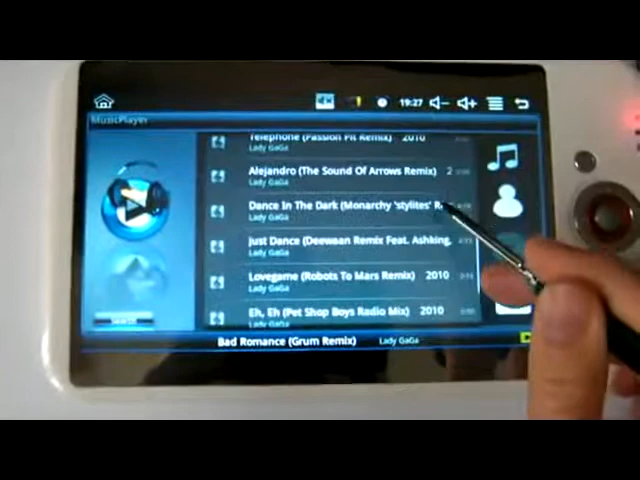 19:27
MusicPlayer
Telephone (Passion Pit Remix) 2010
Lady GaGa
Alejandro (The Sound Of Arrows Remix) 2
Lady GaGa
Dance In The Dark (Monarchy 'stylites' R
Lady GaGa
Just Dance (Deewaan Remix Feat. Ashking,
Lady GaGa
Lovegame (Robots To Mars Remix) 2010
Lady GaGa
Eh, Eh (Pet Shop Boys Radio Mix) 2010
Lady GaGa
Bad Romance (Grum Remix) Lady GaGa